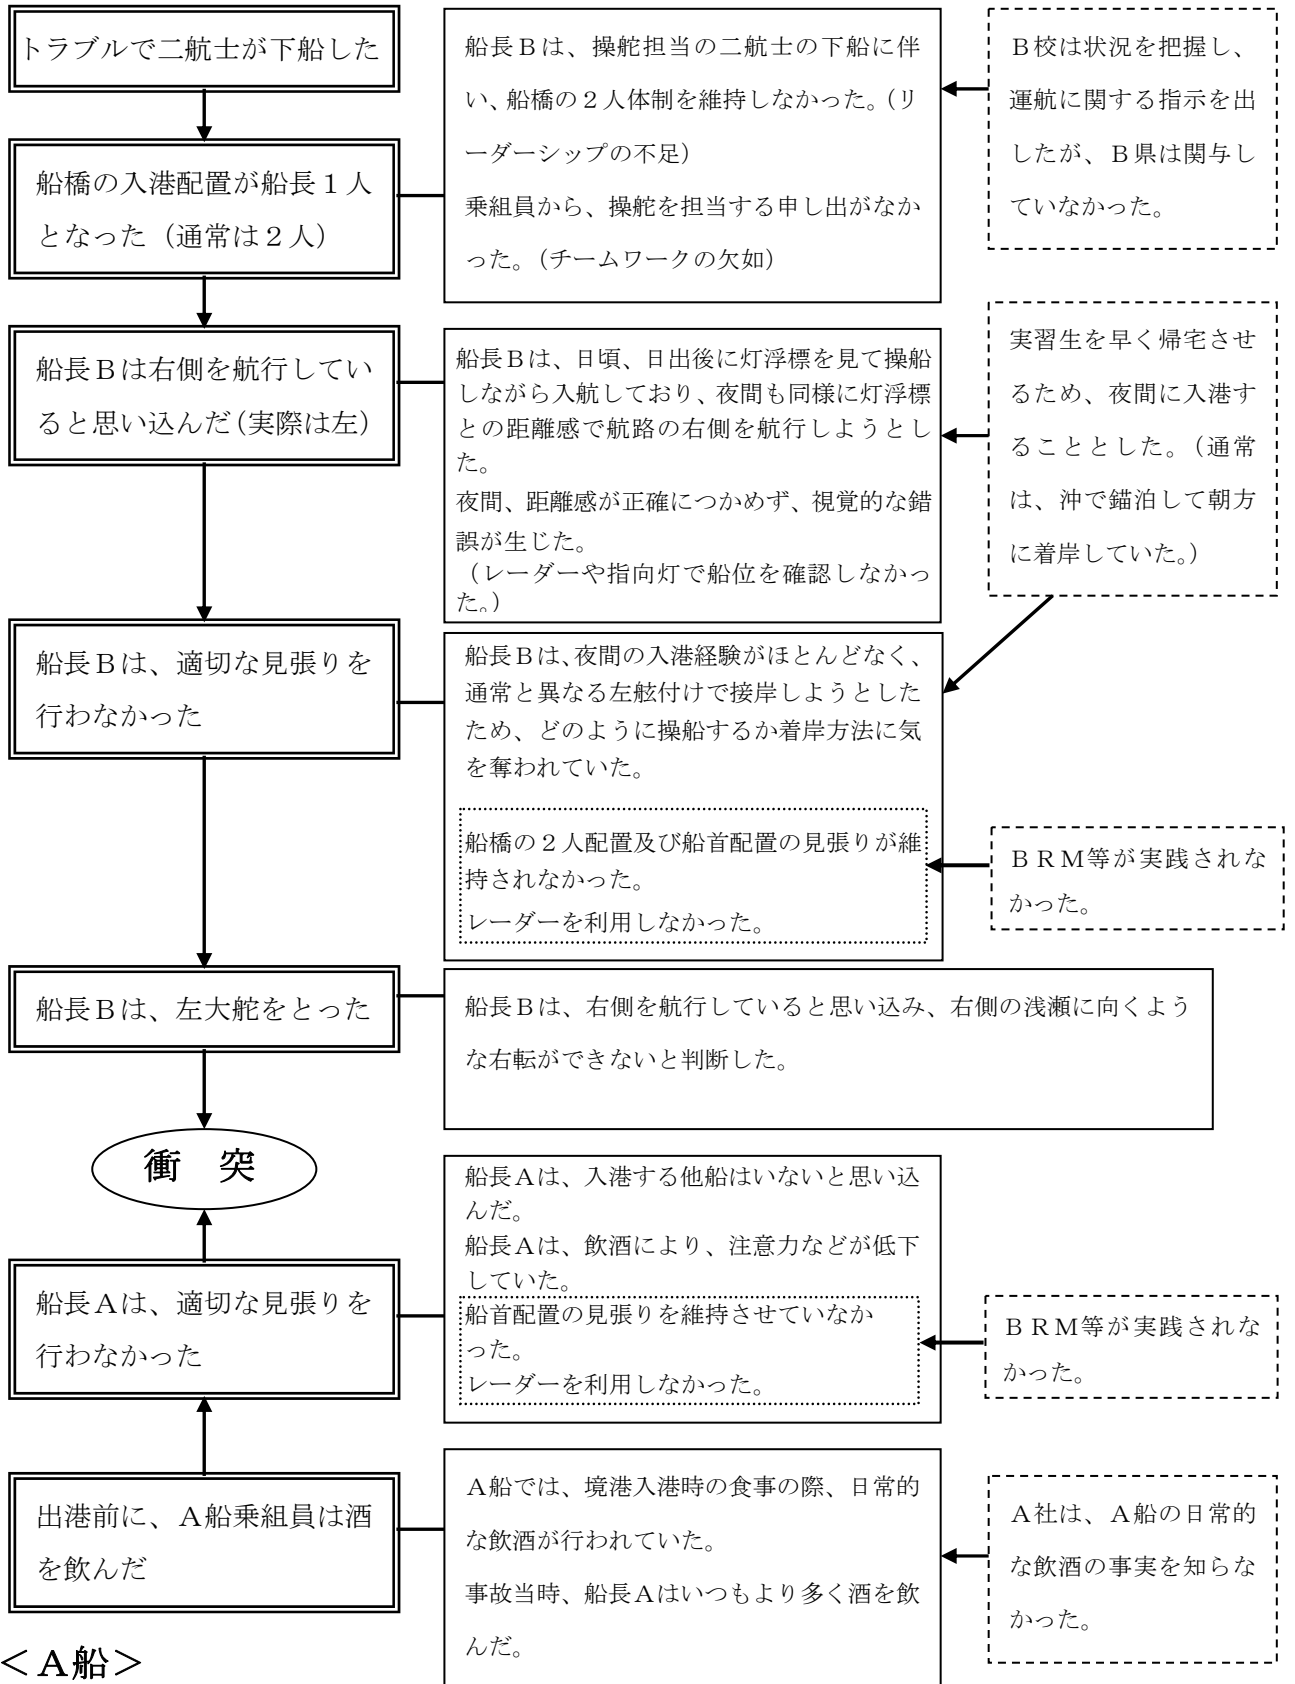 トラブルで二航士が下船した
船長Ｂは、操舵担当の二航士の下船に伴
い、船橋の２人体制を維持しなかった。（リ
ーダーシップの不足）
乗組員から、操舵を担当する申し出がなか
った。（チームワークの欠如）
Ｂ校は状況を把握し、
運航に関する指示を出
したが、Ｂ県は関与し
ていなかった。
船橋の入港配置が船長１人
となった（通常は２人）
船長Ｂは右側を航行してい
ると思い込んだ（実際は左）
船長Ｂは、日頃、日出後に灯浮標を見て操船
しながら入航しており、夜間も同様に灯浮標
との距離感で航路の右側を航行しようとし
た。
夜間、距離感が正確につかめず、視覚的な錯
誤が生じた。
（レーダーや指向灯で船位を確認しなかっ
た。）
実習生を早く帰宅させ
るため、夜間に入港す
ることとした。（通常
は、沖で錨泊して朝方
に着岸していた。）
船長Ｂは、適切な見張りを
行わなかった
船長Ｂは、夜間の入港経験がほとんどなく、
通常と異なる左舷付けで接岸しようとした
ため、どのように操船するか着岸方法に気
を奪われていた。
船橋の２人配置及び船首配置の見張りが維
持されなかった。
レーダーを利用しなかった。
ＢＲＭ等が実践されな
かった。
船長Ｂは、左大舵をとった
船長Ｂは、右側を航行していると思い込み、右側の浅瀬に向くよう
な右転ができないと判断した。
衝　突
船長Ａは、入港する他船はいないと思い込
んだ。
船長Ａは、飲酒により、注意力などが低下
していた。
船首配置の見張りを維持させていなか
った。
レーダーを利用しなかった。
ＢＲＭ等が実践されな
かった。
船長Ａは、適切な見張りを
行わなかった
出港前に、Ａ船乗組員は酒
を飲んだ
Ａ船では、境港入港時の食事の際、日常的
な飲酒が行われていた。
事故当時、船長Ａはいつもより多く酒を飲
んだ。
Ａ社は、Ａ船の日常的
な飲酒の事実を知らな
かった。
＜Ａ船＞